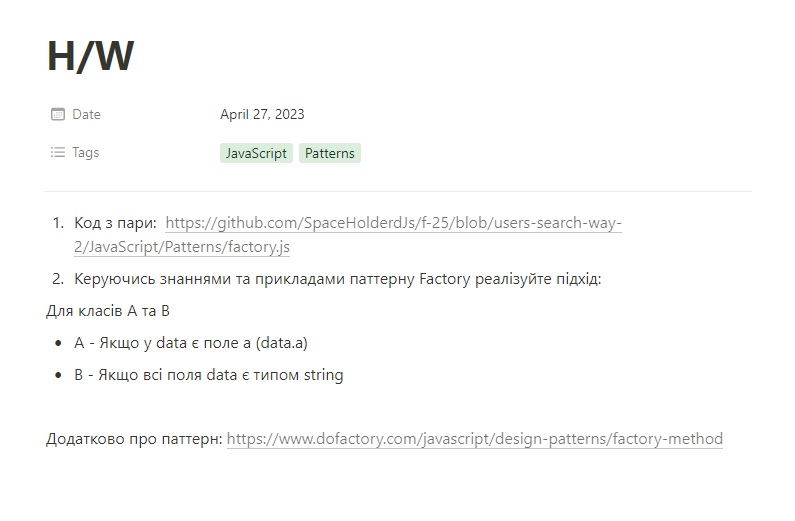 H/W
Date April 27, 2023
Tags JavaScript Patterns
1. Код з пари: https://github.com/SpaceHolderdJs/f-25/blob/users-search-way-
2/JavaScript/Patterns/factory.js
2. Керуючись знаннями та прикладами паттерну Factory реалізуйте підхід:
Для класів A та B
• A - Якщо у data є поле a (data.a)
• B - Якщо всі поля data є типом string
Додатково про паттерн: https://www.dofactory.com/javascript/design-patterns/factory-method